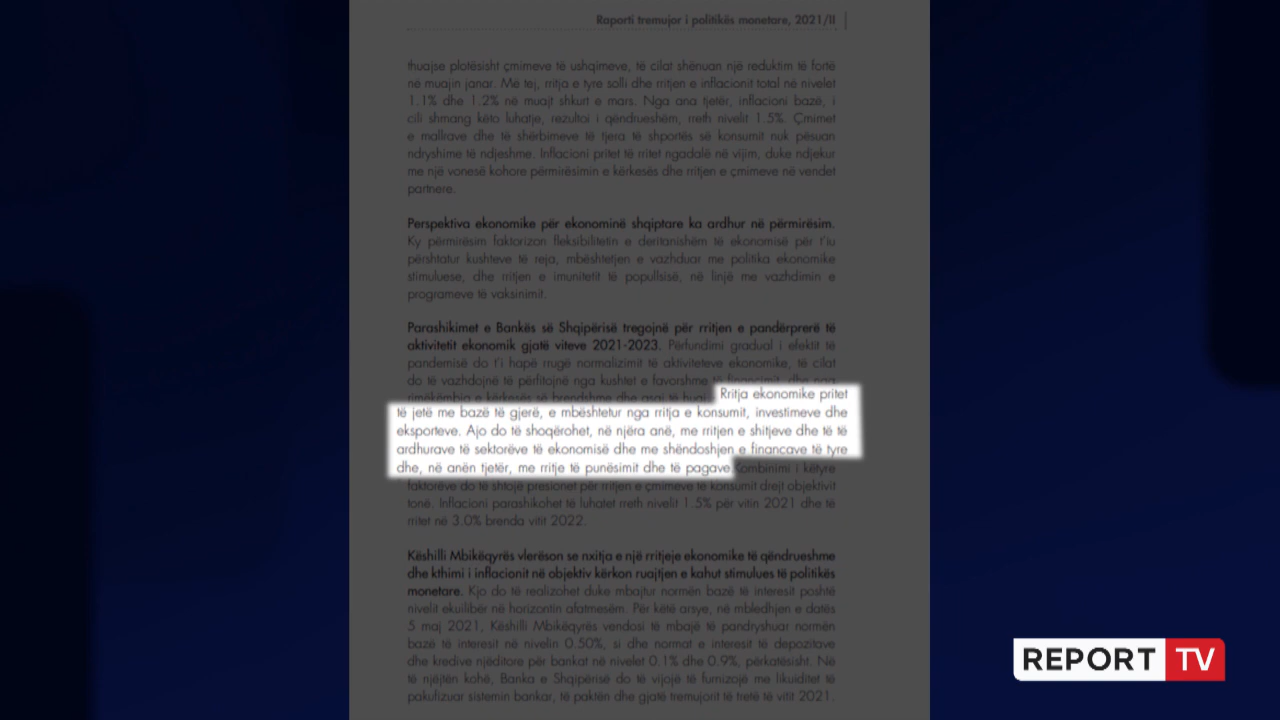 Raporti tremujor i politikës monetare, 2021/II
thuajse plotësisht çmimeve të ushqimeve, të cilat shënuan një reduktim të fortë
në muajin janar. Më tej, rritja e tyre solli dhe rritjen e inflacionit total në nivelet
1.1% dhe 1.2% në muajt shkurt e mars. Nga ana tjetër, inflacioni bazë, i
cili shmang këto luhatje, rezultoi i qëndrueshëm, rreth nivelit 1.5%. Çmimet
e mallrave dhe të shërbimeve të tjera të shportës së konsumit nuk pësuan
ndryshime të ndjeshme. Inflacioni pritet të rritet ngadalë në vijim, duke ndjekur
me një vonesë kohore përmirësimin e kërkesës dhe rritjen e çmimeve në vendet
partnere.
Perspektiva ekonomike për ekonominë shqiptare ka ardhur në përmirësim.
Ky përmirësim faktorizon fleksibilitetin e deritanishëm të ekonomisë për t'iu
përshtatur kushteve të reja, mbështetjen e vazhduar me politika ekonomike
stimuluese, dhe rritjen e imunitetit të popullsisë, në linjë me vazhdimin e
programeve të vaksinimit.
Parashikimet e Bankës së Shqipërisë tregojnë për rritjen e pandërprerë të
aktivitetit ekonomik gjatë viteve 2021-2023. Përfundimi gradual i efektit të
pandemisë do t'i hapë rrugë normalizimit të aktiviteteve ekonomike, të cilat
do të vazhdojnë të përfitojnë nga kushtet e favorshme të financimit, dhe nga
rimëkëmbja e kërkesës së brendshme dhe asaj të huaj. Rritja ekonomike pritet
të jetë me bazë të gjerë, e mbështetur nga rritja e konsumit, investimeve dhe
eksporteve. Ajo do të shoqërohet, në njëra anë, me rritjen e shitjeve dhe të të
ardhurave të sektorëve të ekonomisë dhe me shëndoshjen e financave të tyre
dhe, në anën tjetër, me rritje të punësimit dhe të pagave. Kombinimi i këtyre
faktorëve do të shtojë presionet për rritjen e çmimeve të konsumit drejt objektivit
tonë. Inflacioni parashikohet të luhatet rreth nivelit 1.5% për vitin 2021 dhe të
rritet në 3.0% brenda vitit 2022.
Këshilli Mbikëqyrës vlerëson se nxitja e një rritjeje ekonomike të qëndrueshme
dhe kthimi i inflacionit në objektiv kërkon ruajtjen e kahut stimulues të politikës
monetare. Kjo do të realizohet duke mbajtur normën bazë të interesit poshtë
nivelit ekuilibër në horizontin afatmesëm. Për këtë arsye, në mbledhjen e datës
5 maj 2021, Këshilli Mbikëqyrës vendosi të mbajë të pandryshuar normën
bazë të interesit në nivelin 0.50%, si dhe normat e interesit të depozitave
dhe kredive njëditore për bankat në nivelet 0.1% dhe 0.9%, përkatësisht. Në
të njëjtën kohë, Banka e Shqipërisë do të vijojë të furnizojë me likuiditet të
pakufizuar sistemin bankar, të paktën dhe gjatë tremujorit të tretë të vitit 2021.
REPORT TV